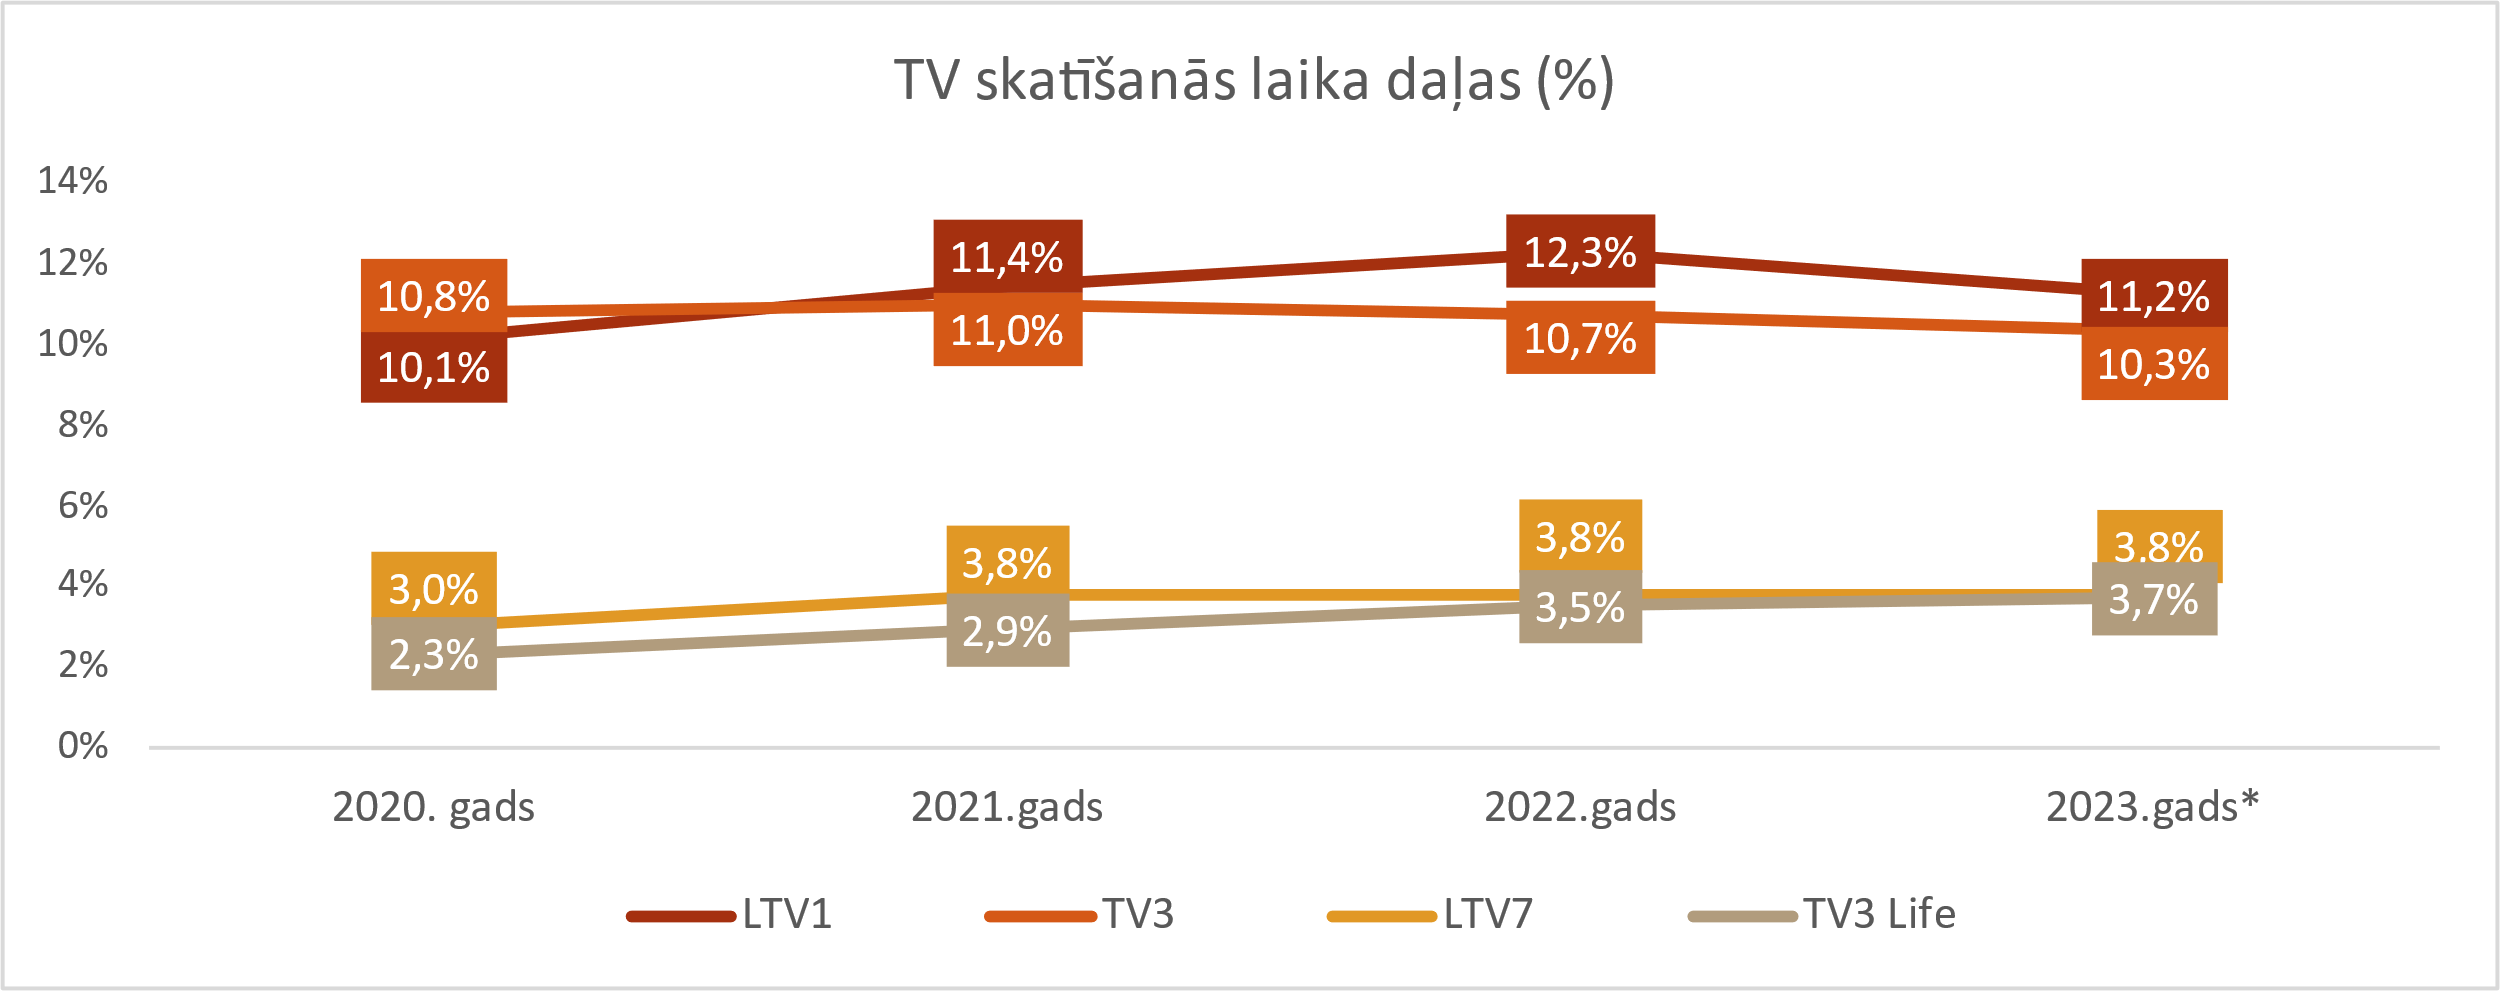 TV skatīšanās laika daļas (%)
14%
12%
10%
8%
6%
4%
2%
0%
10,8%
10,1%
11,4%
11,0%
12,3%
10,7%
11,2%
10,3%
3,0%
2,3%
3,8%
2,9%
3,8%
3,5%
3,8%
3,7%
2020. gads
2021.gads
2022.gads
2023.gads*
LTV1
TV3
LTV7
TV3 Life